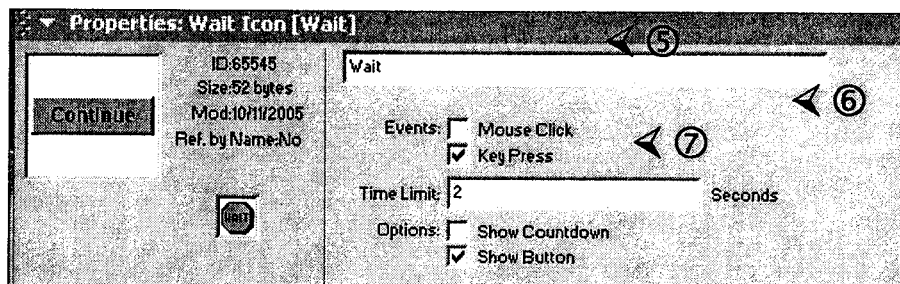 Properties: Wait Icon [Wait]
⑤
Continue
ID:65545
Size:52 bytes
Mod:10/11/2005
Ref. by Name:No
WAIT
Wait
⑥
Events: Mouse Click
Key Press
⑦
Time Limit: 2 Seconds
Options: Show Countdown
Show Button